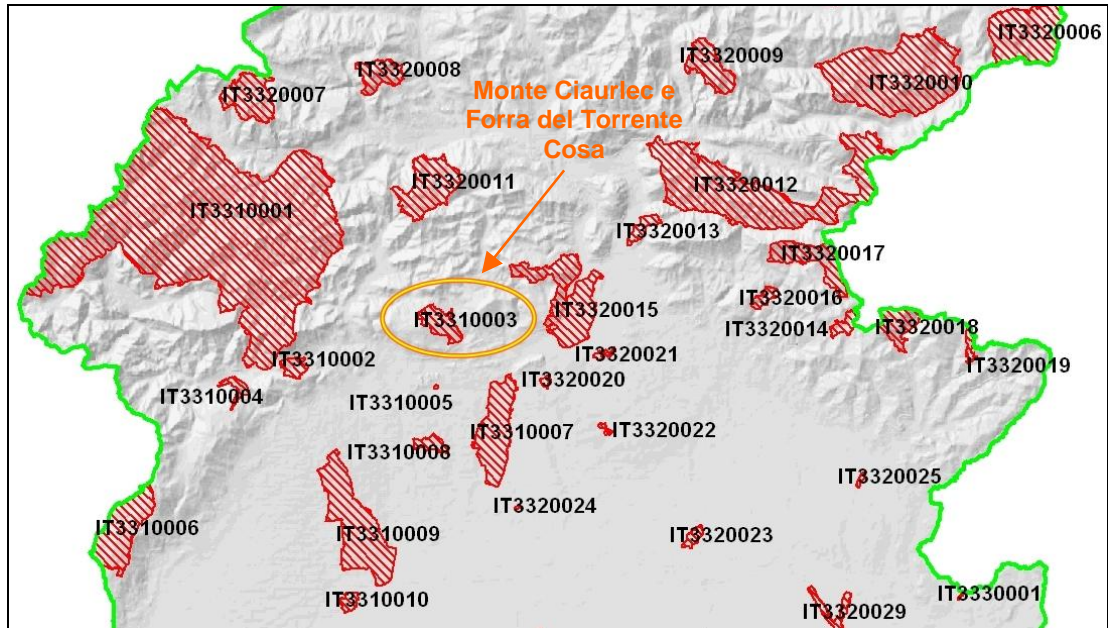 IT3320006
IT3320009
IT3320008
IT3320010
IT3320007
Monte Ciaurlec e
Forra del Torrente
Cosa
IT3320011
IT3320012
IT3310001
IT3320013
IT3320017
IT3320016
IT3320015
IT3310003
IT3320014
IT3320018
IT3320021
IT3310002
IT3320019
IT3320020
IT3310004
IT3310005
IT3310007
IT3320022
IT3310008
IT3320025
IT3320024
IT3310006
IT3310009
IT3320023
IT3330001
IT3310010
IT3320029